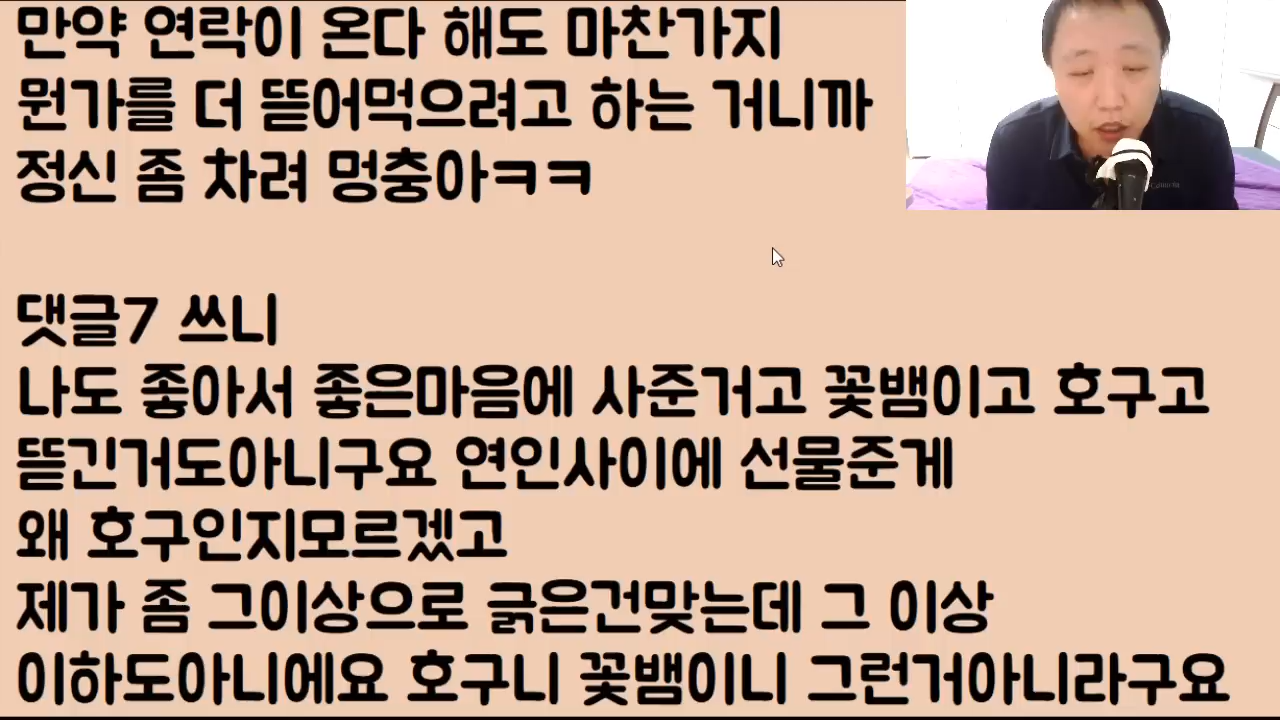 만약 연락이 온다 해도 마찬가지
뭔가를 더 뜯어먹으려고 하는 거니까
정신 좀 차려 멍충아ㅋㅋ
댓글7 쓰니
나도 좋아서 좋은마음에 사준거고 꽃뱀이고 호구고
뜯긴거도아니구요 연인사이에 선물준게
왜 호구인지모르겠고
제가 좀 그이상으로 긁은건맞는데 그 이상
이하도아니에요 호구니 꽃뱀이니 그런거아니라구요